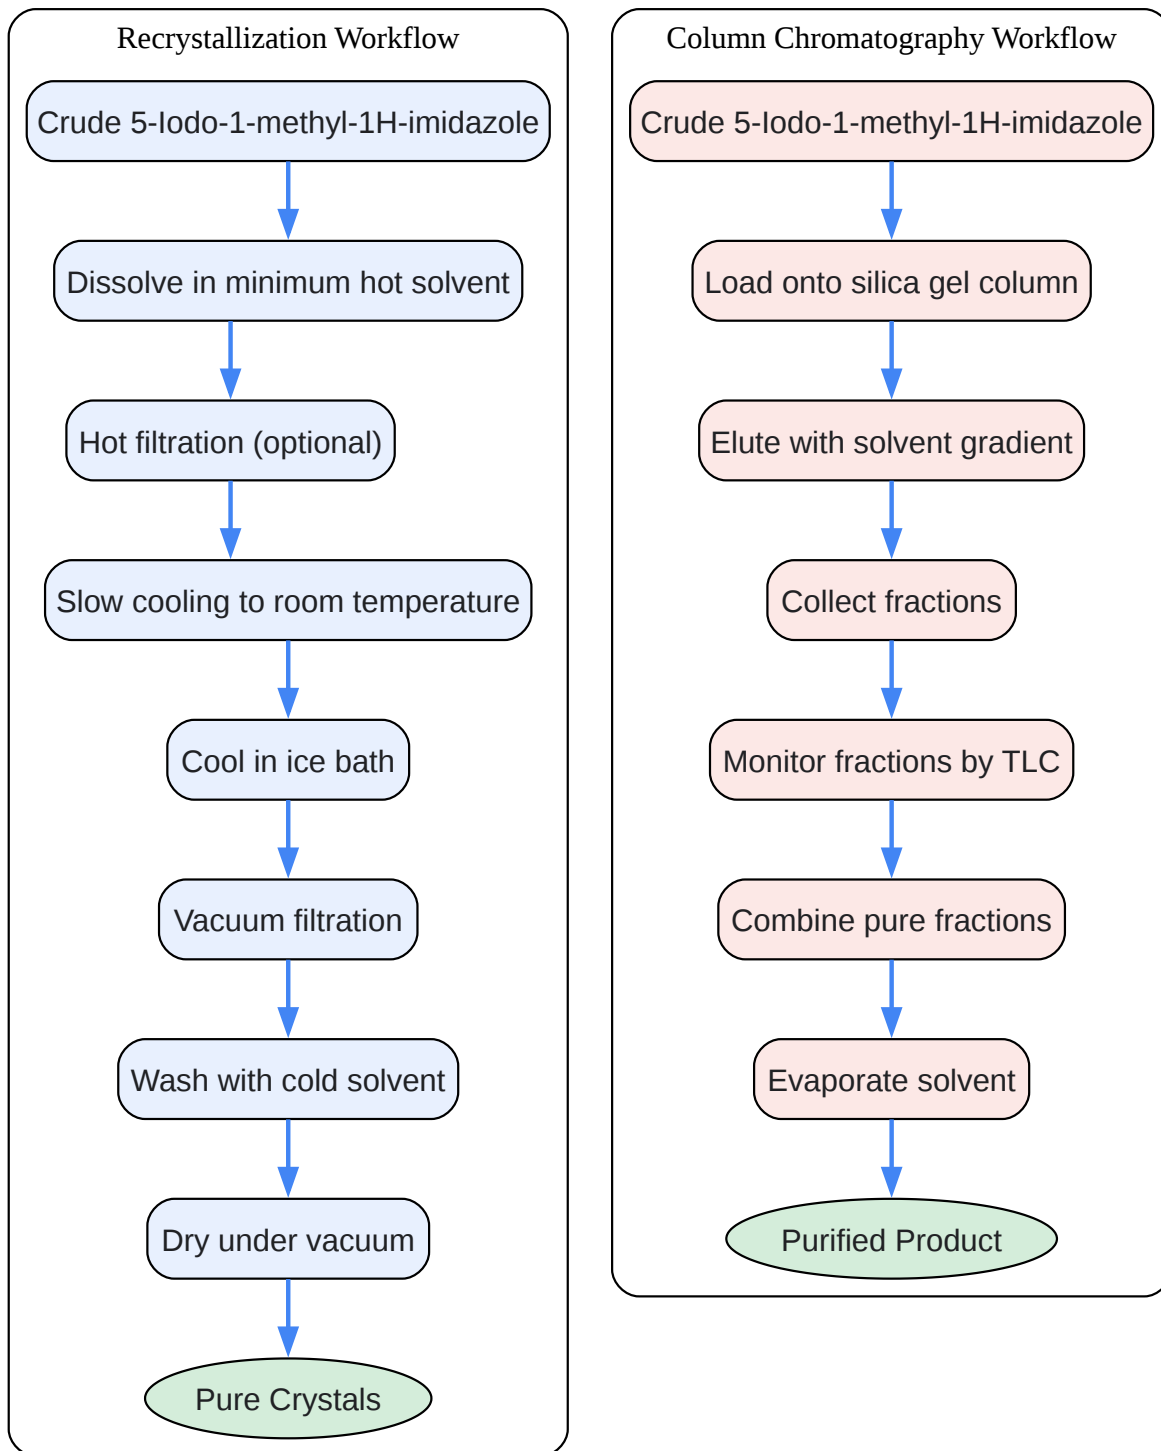 Recrystallization Workflow
Crude 5-Iodo-1-methyl-1H-imidazole
Dissolve in minimum hot solvent
Hot filtration (optional)
Slow cooling to room temperature
Cool in ice bath
Vacuum filtration
Wash with cold solvent
Dry under vacuum
Pure Crystals
Column Chromatography Workflow
Crude 5-Iodo-1-methyl-1H-imidazole
Load onto silica gel column
Elute with solvent gradient
Collect fractions
Monitor fractions by TLC
Combine pure fractions
Evaporate solvent
Purified Product